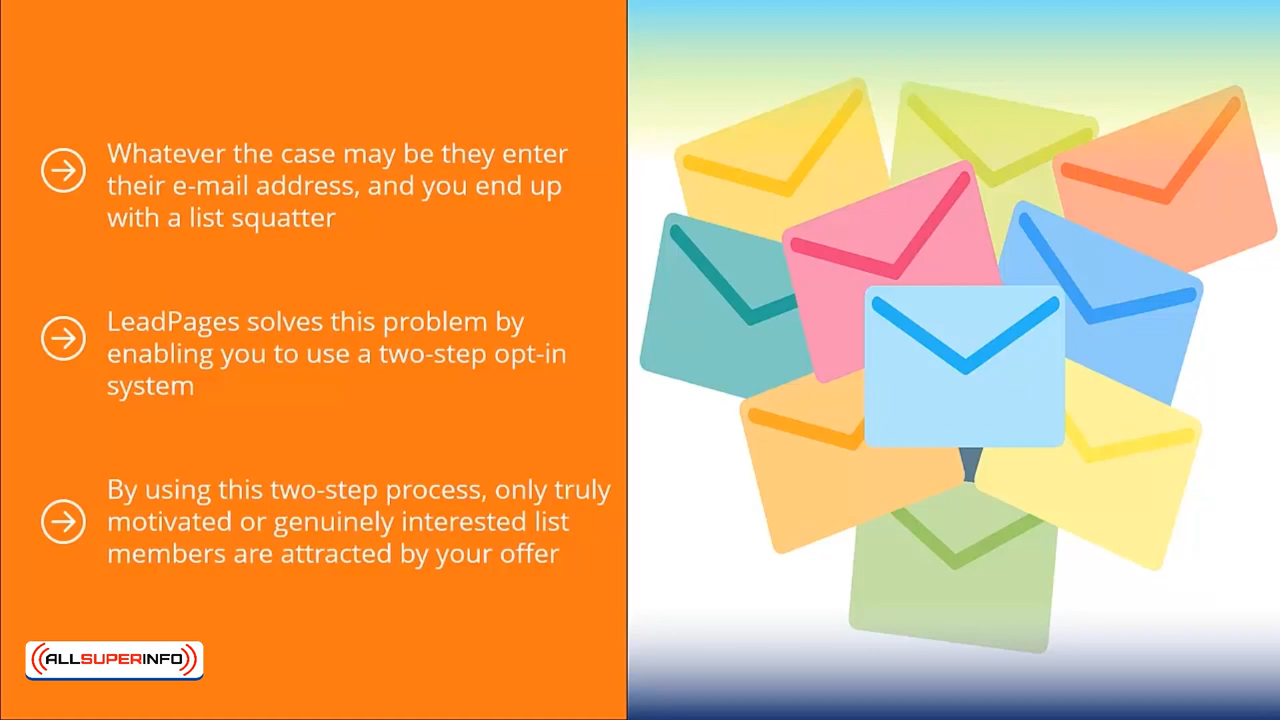 Whatever the case may be they enter
their e-mail address, and you end up
with a list squatter
LeadPages solves this problem by
enabling you to use a two-step opt-in
system
By using this two-step process, only truly
motivated or genuinely interested list
members are attracted by your offer
ALLSUPERINFO